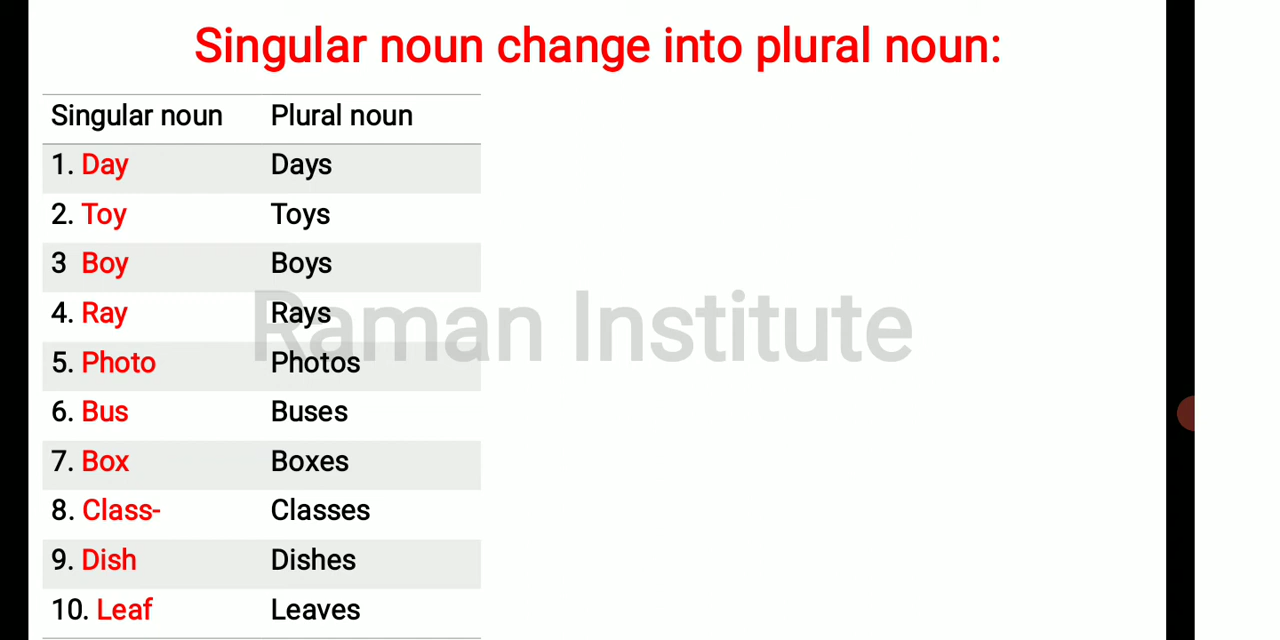 Singular noun change into plural noun:
Singular noun Plural noun
1. Day Days
2. Toy Toys
3 Boy Boys
4. Ray Rays
Raman Institute
5. Photo Photos
6. Bus Buses
7. Box Boxes
8. Class- Classes
9. Dish Dishes
10. Leaf Leaves